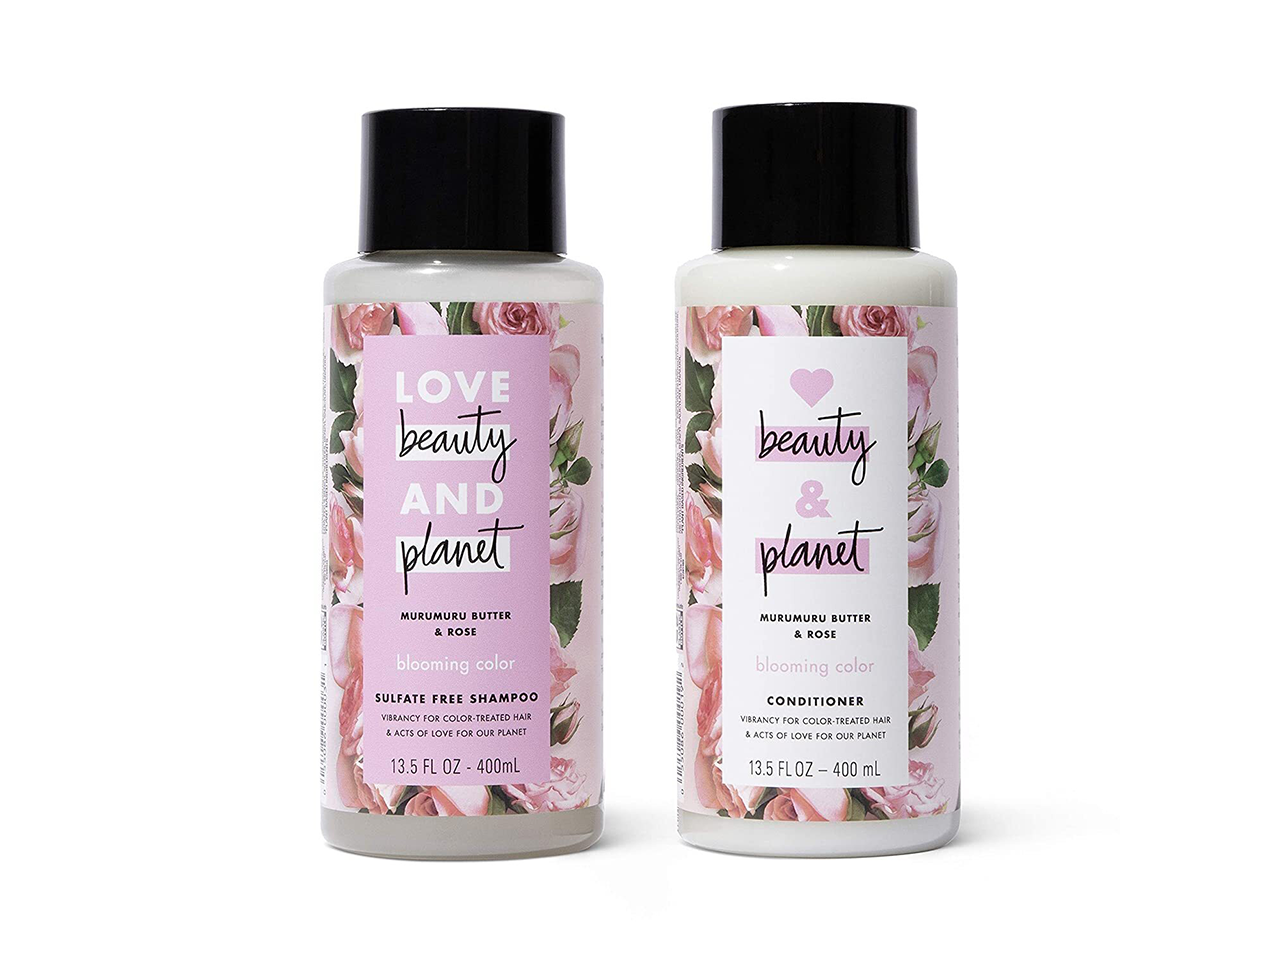 LOVE
beauty
AND
planet
MURUMURU BUTTER
& ROSE
blooming color
SULFATE FREE SHAMPOO
VIBRANCY FOR COLOR-TREATED HAIR
& ACTS OF LOVE FOR OUR PLANET
13.5 FL OZ - 400mL
beauty
&
planet
MURUMURU BUTTER
& ROSE
blooming color
CONDITIONER
VIBRANCY FOR COLOR-TREATED HAIR
& ACTS OF LOVE FOR OUR PLANET
13.5 FL OZ – 400 mL